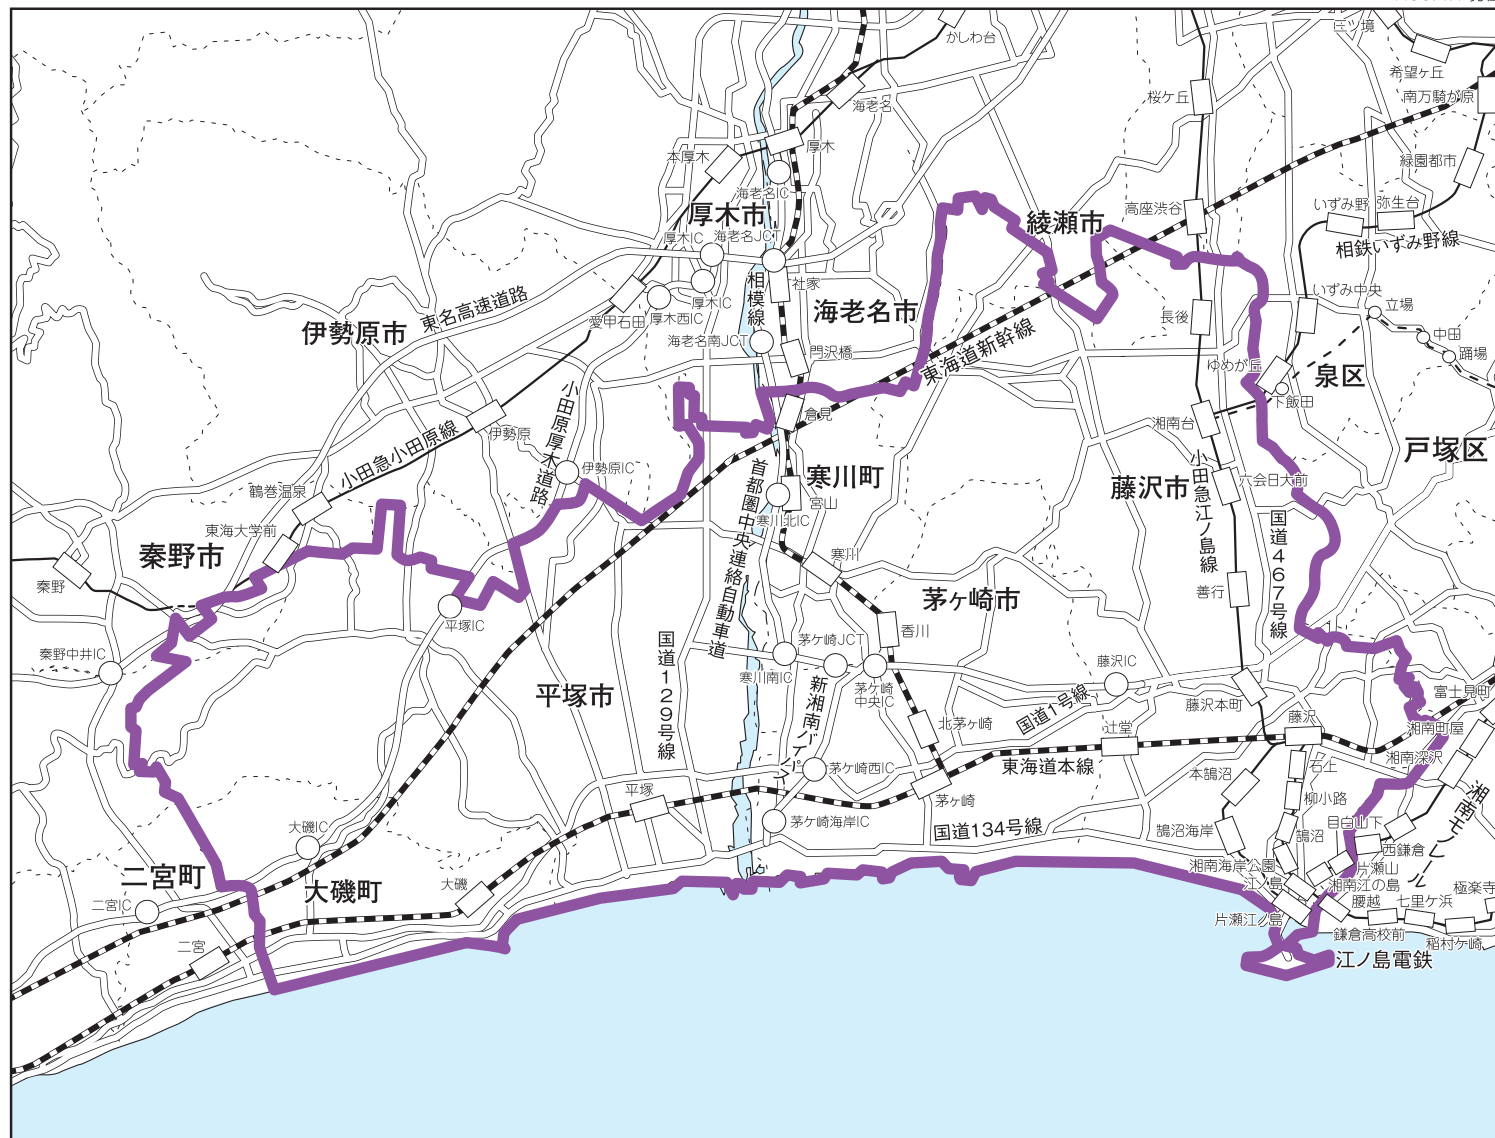 三ツ境
かしわ台
希望ヶ丘
桜ケ丘
南万騎が原
海老名
厚木
本厚木
緑園都市
海老名IC
厚木市
綾瀬市
高座渋谷
いずみ野
弥生台
厚木IC
海老名JCT
相鉄いずみ野線
社家
相模線
東名高速道路
厚木IC
海老名市
いずみ中央
立場
愛甲石田
厚木西IC
伊勢原市
長後
中田
海老名南JCT
門沢橋
東海道新幹線
踊場
ゆめが丘
泉区
小田原厚木道路
下飯田
倉見
湘南台
伊勢原
小田急小田原線
戸塚区
伊勢原IC
首都圏中央連絡自動車道
寒川町
藤沢市
小田急江ノ島線
六会日大前
鶴巻温泉
宮山
東海大学前
寒川北IC
国道467号線
秦野市
寒川
秦野
善行
茅ヶ崎市
平塚IC
香川
国道129号線
茅ケ崎JCT
秦野中井IC
藤沢IC
寒川南IC
新湘南バイパス
茅ケ崎
中央IC
平塚市
国道1号線
富士見町
藤沢本町
藤沢
北茅ヶ崎
辻堂
湘南町屋
東海道本線
石上
湘南深沢
茅ケ崎西IC
本鵠沼
平塚
茅ヶ崎
柳小路
湘南モノレール
茅ケ崎海岸IC
国道134号線
鵠沼海岸
鵠沼
目白山下
大磯IC
西鎌倉
湘南海岸公園
片瀬山
二宮町
大磯町
大磯
江ノ島
湘南江の島
腰越
七里ケ浜
極楽寺
二宮IC
片瀬江ノ島
鎌倉高校前
稲村ケ崎
二宮
江ノ島電鉄